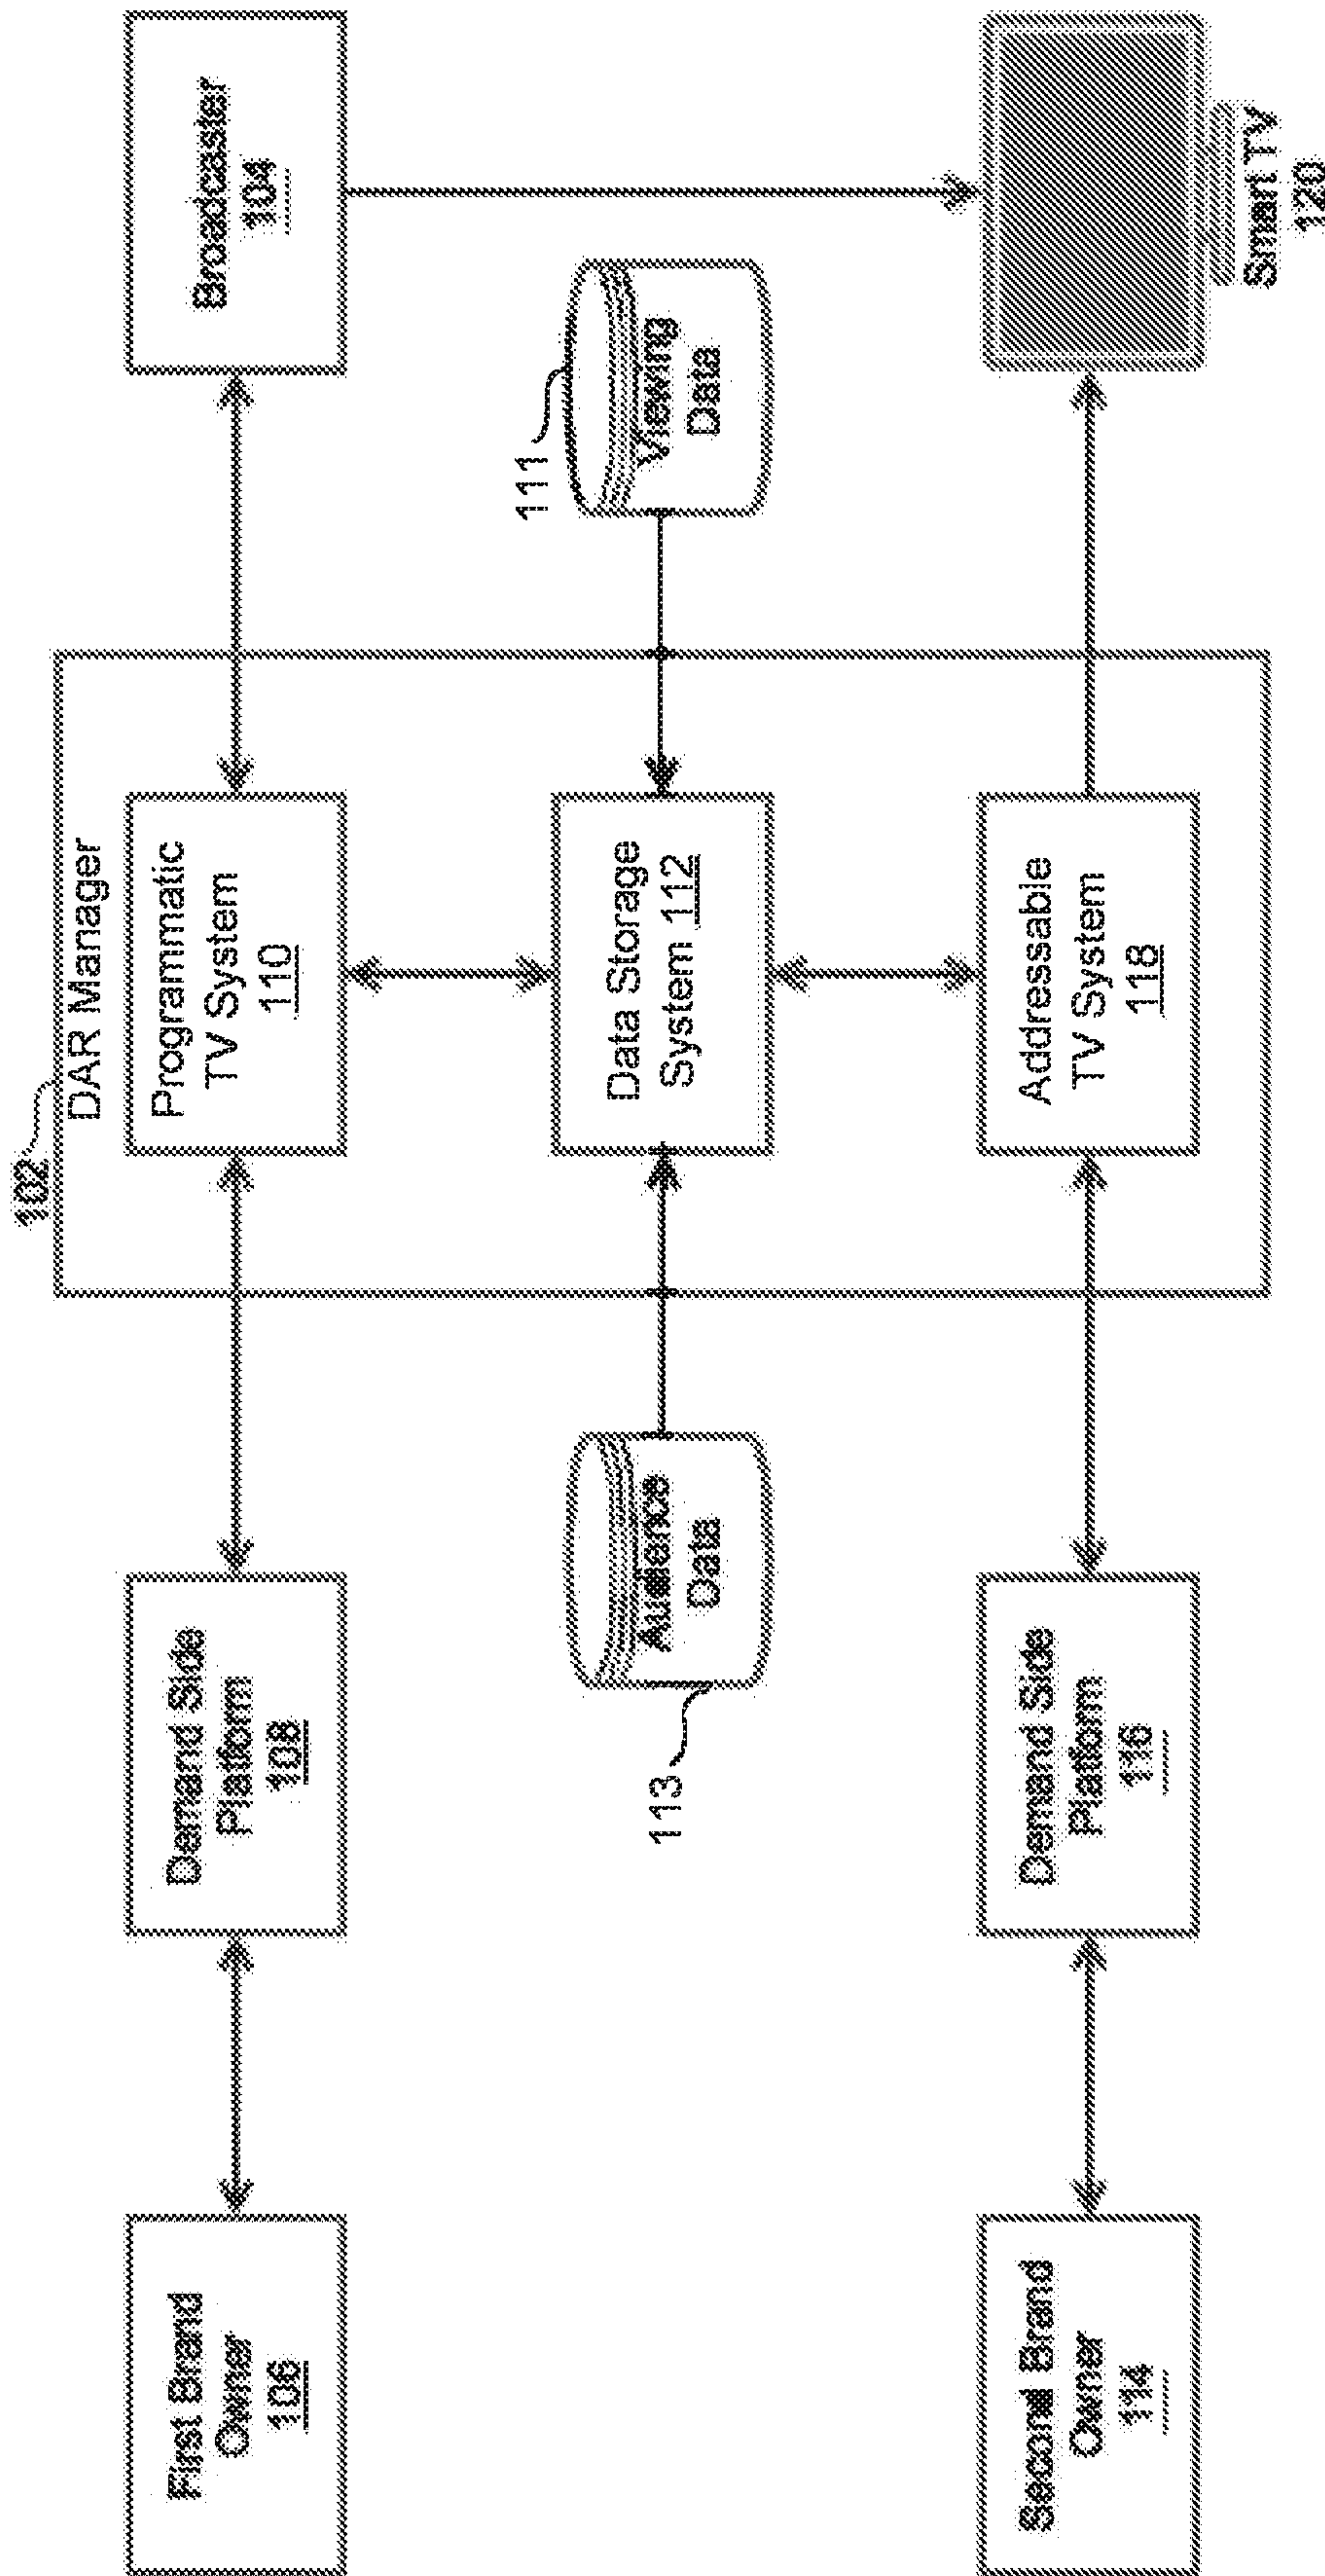 102
DAR Manager
First Brand
Owner
106
Demand Side
Platform
108
Programmatic
TV System
110
Broadcaster
104
113
Audience
Data
Data Storage
System 112
111
Viewing
Data
Second Brand
Owner
114
Demand Side
Platform
116
Addressable
TV System
118
Smart TV
120